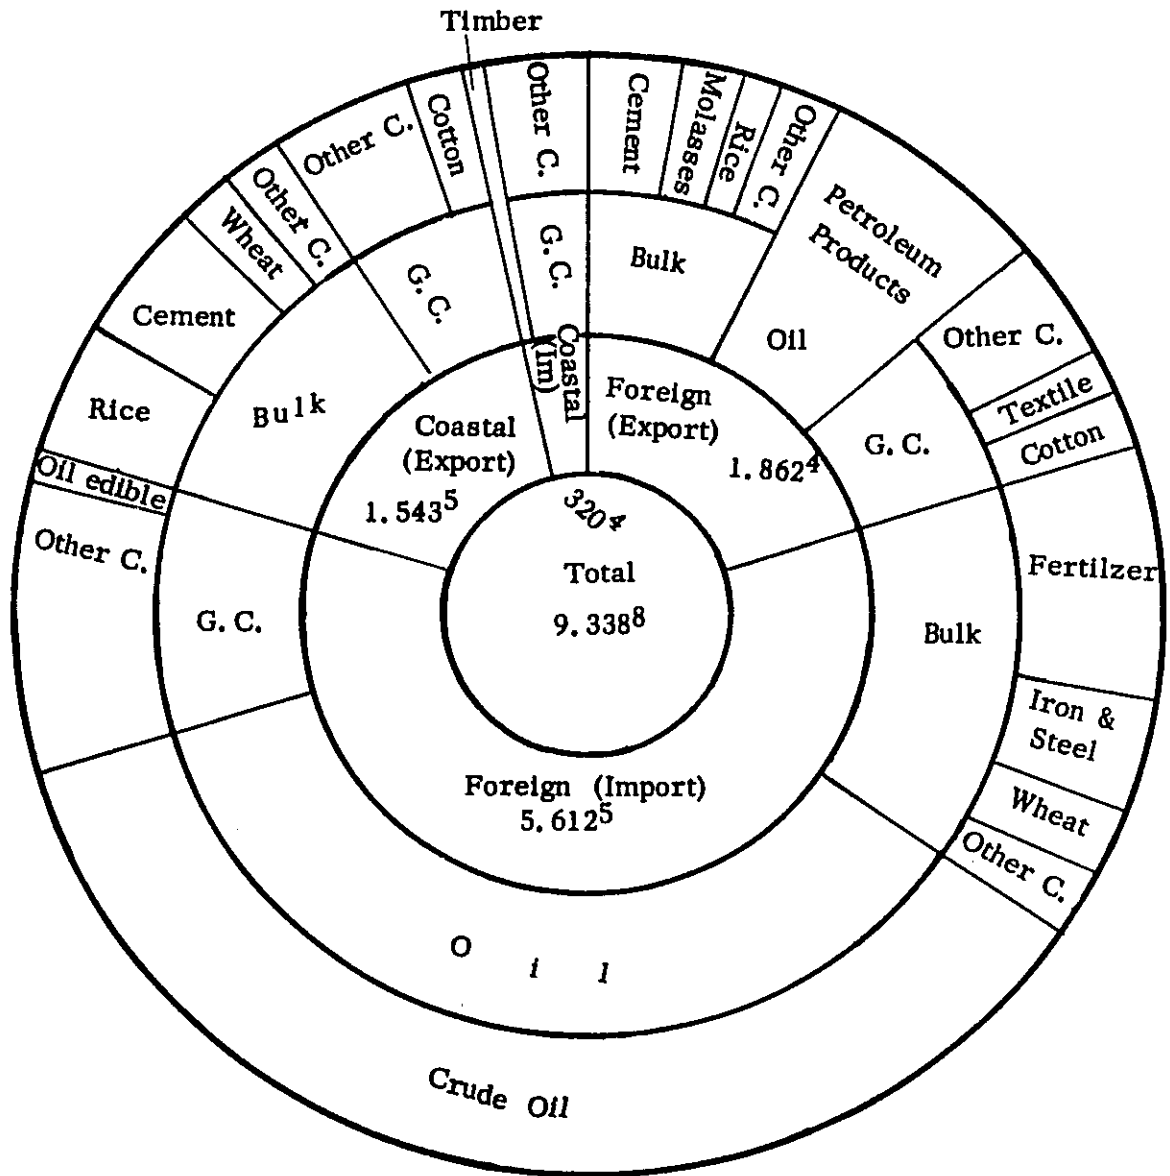 Timber
Other C.
Cotton
Other C.
Other C.
Wheat
Cement
Rice
Oil edible
Other C.
Cement
Molasses
Rice
Other C.
Petroleum
Products
Oil
Other C.
Textile
Cotton
Fertilzer
Iron &
Steel
Wheat
Other C.
Crude Oil
G.C.
Bulk
G.C.
G.C.
Bulk
G.C.
Bulk
Oil
Coastal
(Im)
Foreign
(Export)
1.862⁴
Coastal
(Export)
1.543⁵
320⁴
Total
9.338⁸
Foreign (Import)
5.612⁵